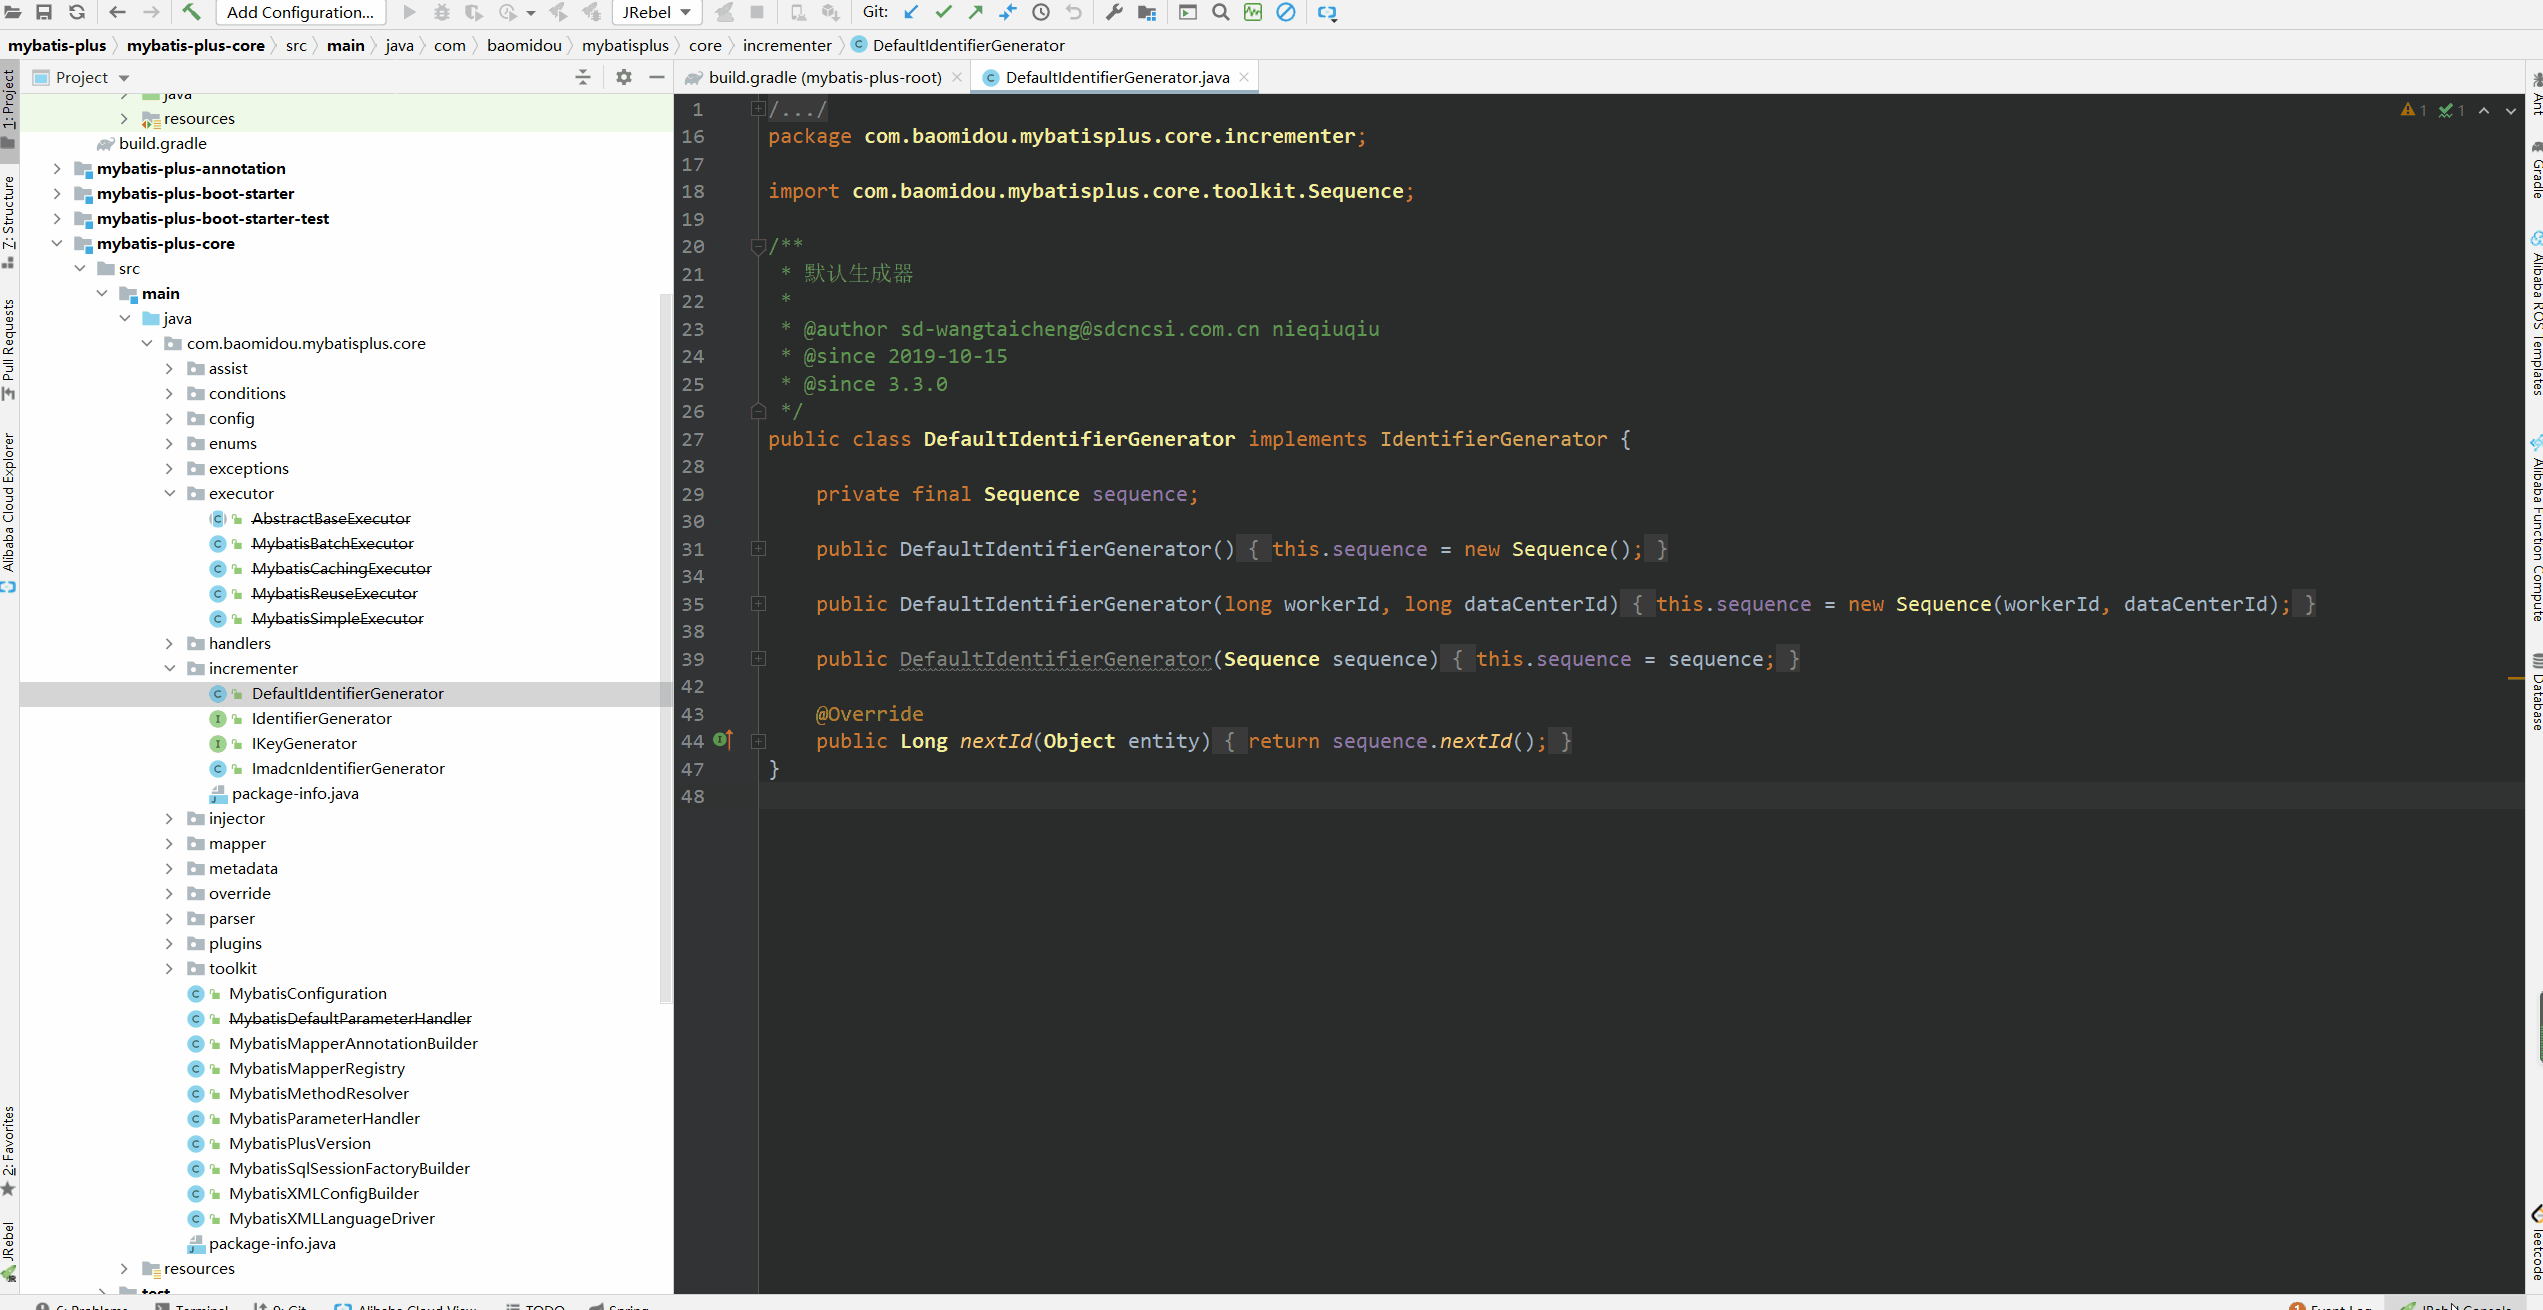 Add Configuration...
JRebel
Git:
mybatis-plus
mybatis-plus-core
src
main
java
com
baomidou
mybatisplus
core
incrementer
DefaultIdentifierGenerator
1: Project
7: Structure
Pull Requests
Alibaba Cloud Explorer
2: Favorites
JRebel
Project
java
resources
build.gradle
mybatis-plus-annotation
mybatis-plus-boot-starter
mybatis-plus-boot-starter-test
mybatis-plus-core
src
main
java
com.baomidou.mybatisplus.core
assist
conditions
config
enums
exceptions
executor
AbstractBaseExecutor
MybatisBatchExecutor
MybatisCachingExecutor
MybatisReuseExecutor
MybatisSimpleExecutor
handlers
incrementer
DefaultIdentifierGenerator
IdentifierGenerator
IKeyGenerator
ImadcnIdentifierGenerator
package-info.java
injector
mapper
metadata
override
parser
plugins
toolkit
MybatisConfiguration
MybatisDefaultParameterHandler
MybatisMapperAnnotationBuilder
MybatisMapperRegistry
MybatisMethodResolver
MybatisParameterHandler
MybatisPlusVersion
MybatisSqlSessionFactoryBuilder
MybatisXMLConfigBuilder
MybatisXMLLanguageDriver
package-info.java
resources
test
build.gradle (mybatis-plus-root)
DefaultIdentifierGenerator.java
1 /.../
16 package com.baomidou.mybatisplus.core.incrementer;
17
18 import com.baomidou.mybatisplus.core.toolkit.Sequence;
19
20 /**
21 * 默认生成器
22 *
23 * @author sd-wangtaicheng@sdcncsi.com.cn nieqiuqiu
24 * @since 2019-10-15
25 * @since 3.3.0
26 */
27 public class DefaultIdentifierGenerator implements IdentifierGenerator {
28
29 private final Sequence sequence;
30
31 public DefaultIdentifierGenerator() { this.sequence = new Sequence(); }
34
35 public DefaultIdentifierGenerator(long workerId, long dataCenterId) { this.sequence = new Sequence(workerId, dataCenterId); }
38
39 public DefaultIdentifierGenerator(Sequence sequence) { this.sequence = sequence; }
42
43 @Override
44 public Long nextId(Object entity) { return sequence.nextId(); }
47 }
48
1 1
Ant
Gradle
Alibaba ROS Templates
Alibaba Function Compute
Database
leetcode
6: Problems
Terminal
9: Git
Alibaba Cloud View
TODO
Spring
1 Event Log
JRebel Console